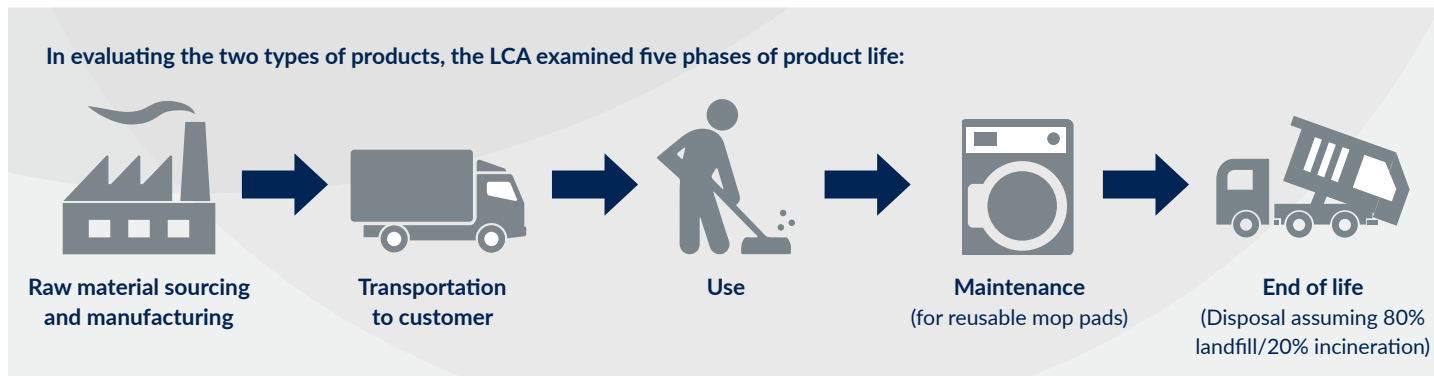 In evaluating the two types of products, the LCA examined five phases of product life:
Raw material sourcing
and manufacturing
Transportation
to customer
Use
Maintenance
(for reusable mop pads)
End of life
(Disposal assuming 80%
landfill/20% incineration)